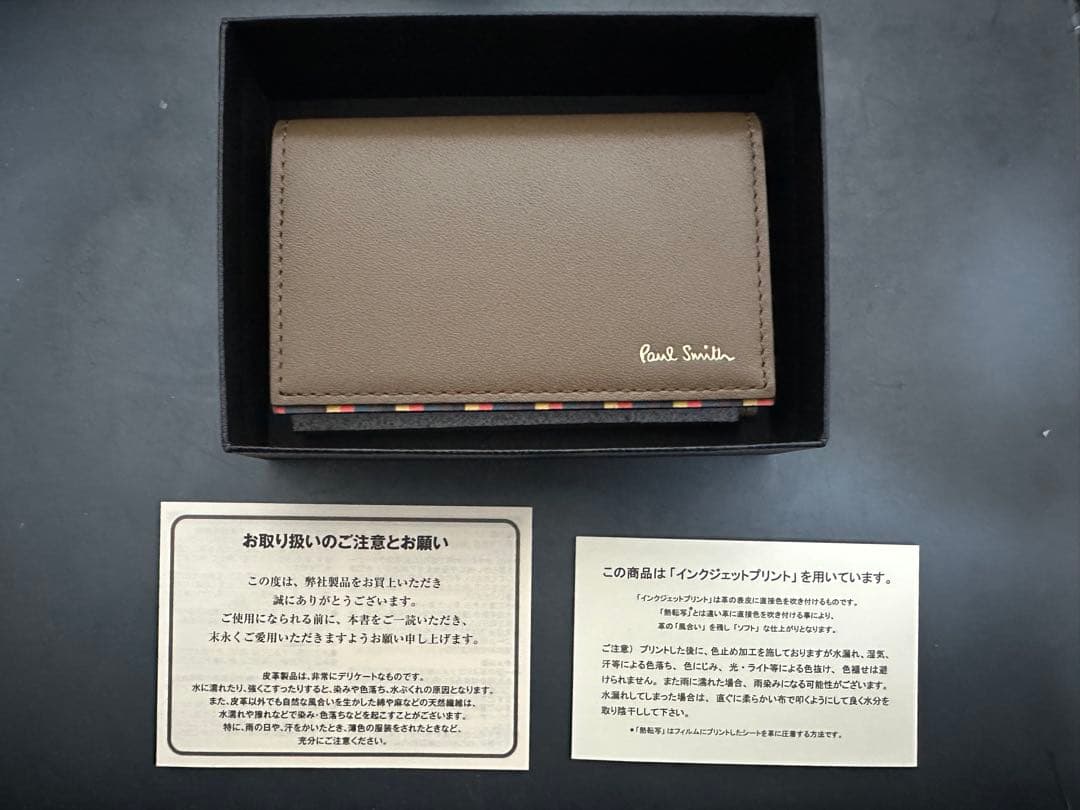 Paul Smith
お取り扱いのご注意とお願い
この度は、弊社製品をお買上いただき
誠にありがとうございます。
ご使用になられる前に、本書をご一読いただき、
末永くご愛用いただきますようお願い申し上げます。
皮革製品は、非常にデリケートなものです。
水に濡れたり、強くこすったりすると、染みや色落ち、水ぶくれの原因となります。
また、皮革以外でも自然な風合いを生かした綿や麻などの天然繊維は、
水濡れや擦れなどで染み・色落ちなどを起こすことがございます。
特に、雨の日や、汗をかいたとき、薄色の服装をされたときなど、
充分にご注意ください。
この商品は「インクジェットプリント」を用いています。
「インクジェットプリント」は革の表皮に直接色を吹き付けるものです。
「熱転写」*とは違い革に直接色を吹き付ける事により、
革の「風合い」を残し「ソフト」な仕上がりとなります。
ご注意) プリントした後に、色止め加工を施しておりますが水漏れ、湿気、
汗等による色落ち、色にじみ、光・ライト等による色抜け、色褪せは避
けられません。また雨に濡れた場合、雨染みになる可能性がございます。
水漏れしてしまった場合は、直ぐに柔らかい布で叩くようにして良く水分を
取り陰干しして下さい。
*「熱転写」はフィルムにプリントしたシートを革に圧着する方法です。